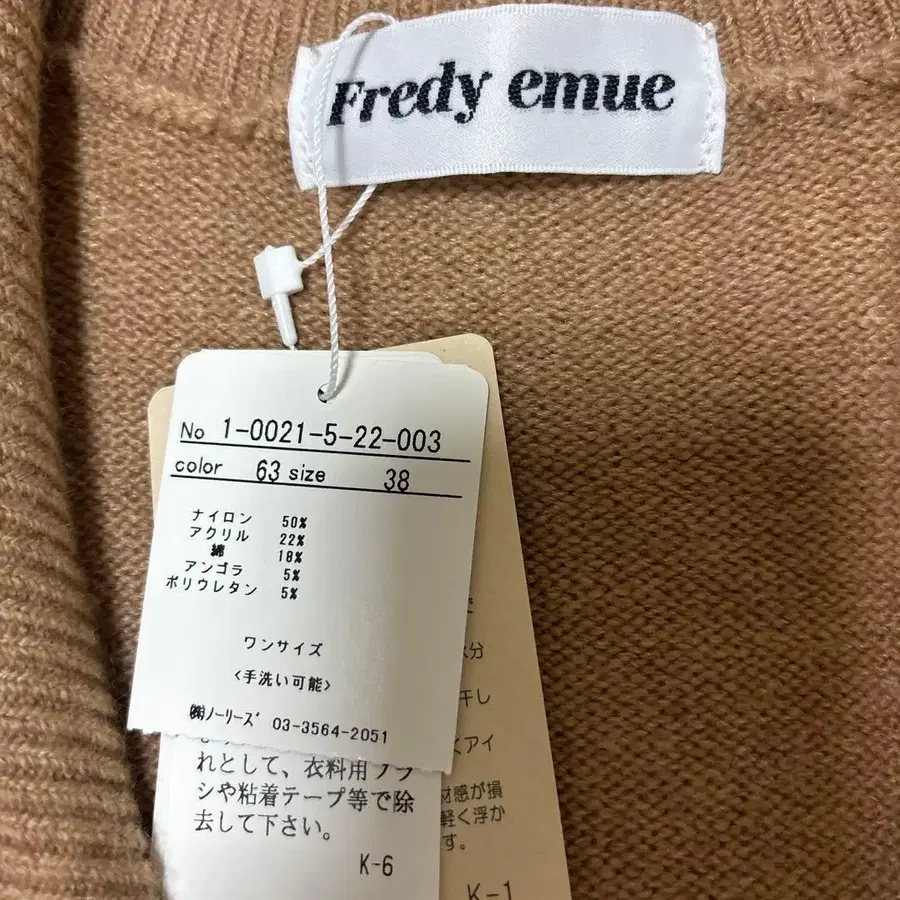 Fredy emue
No 1-0021-5-22-003
color 63 size 38
ナイロン 50%
アクリル 22%
綿 18%
アンゴラ 5%
ポリウレタン 5%
ワンサイズ
<手洗い可能>
㈱ノーリーズ 03-3564-2051
れとして、衣料用ブラ
シや粘着テープ等で除
去して下さい。
K-6
分
干し
くアイ
材感が損
軽く浮か
す。
K-1